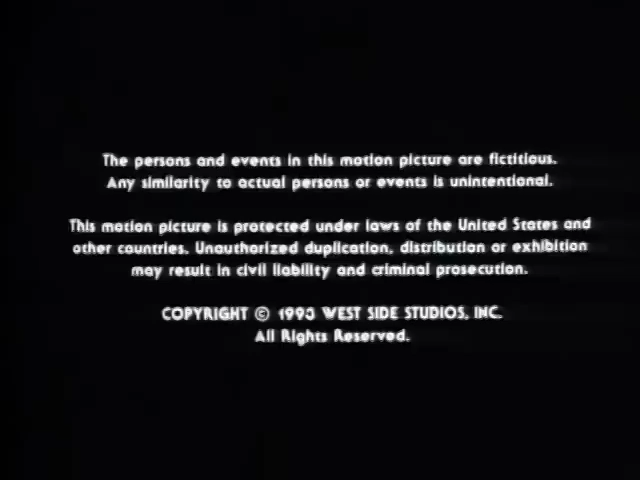 The persons and events in this motion picture are fictitious.
Any similarity to actual persons or events is unintentional.
This motion picture is protected under laws of the United States and
other countries. Unauthorized duplication, distribution or exhibition
may result in civil liability and criminal prosecution.
COPYRIGHT © 1993 WEST SIDE STUDIOS, INC.
All Rights Reserved.